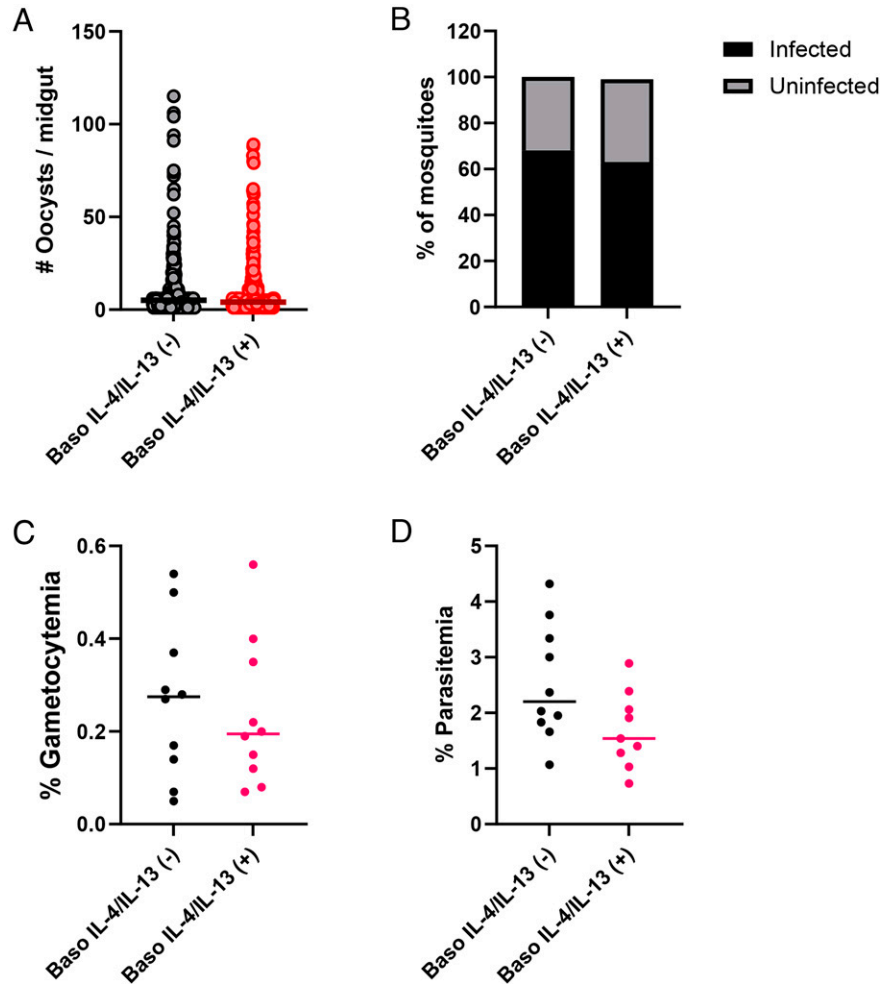 A
# Oocysts / midgut
150
100
50
0
Baso IL-4/IL-13 (-)
Baso IL-4/IL-13 (+)
B
% of mosquitoes
120
100
80
60
40
20
0
Baso IL-4/IL-13 (-)
Baso IL-4/IL-13 (+)
Infected
Uninfected
C
% Gametocytemia
0.6
0.4
0.2
0.0
Baso IL-4/IL-13 (-)
Baso IL-4/IL-13 (+)
D
% Parasitemia
5
4
3
2
1
0
Baso IL-4/IL-13 (-)
Baso IL-4/IL-13 (+)